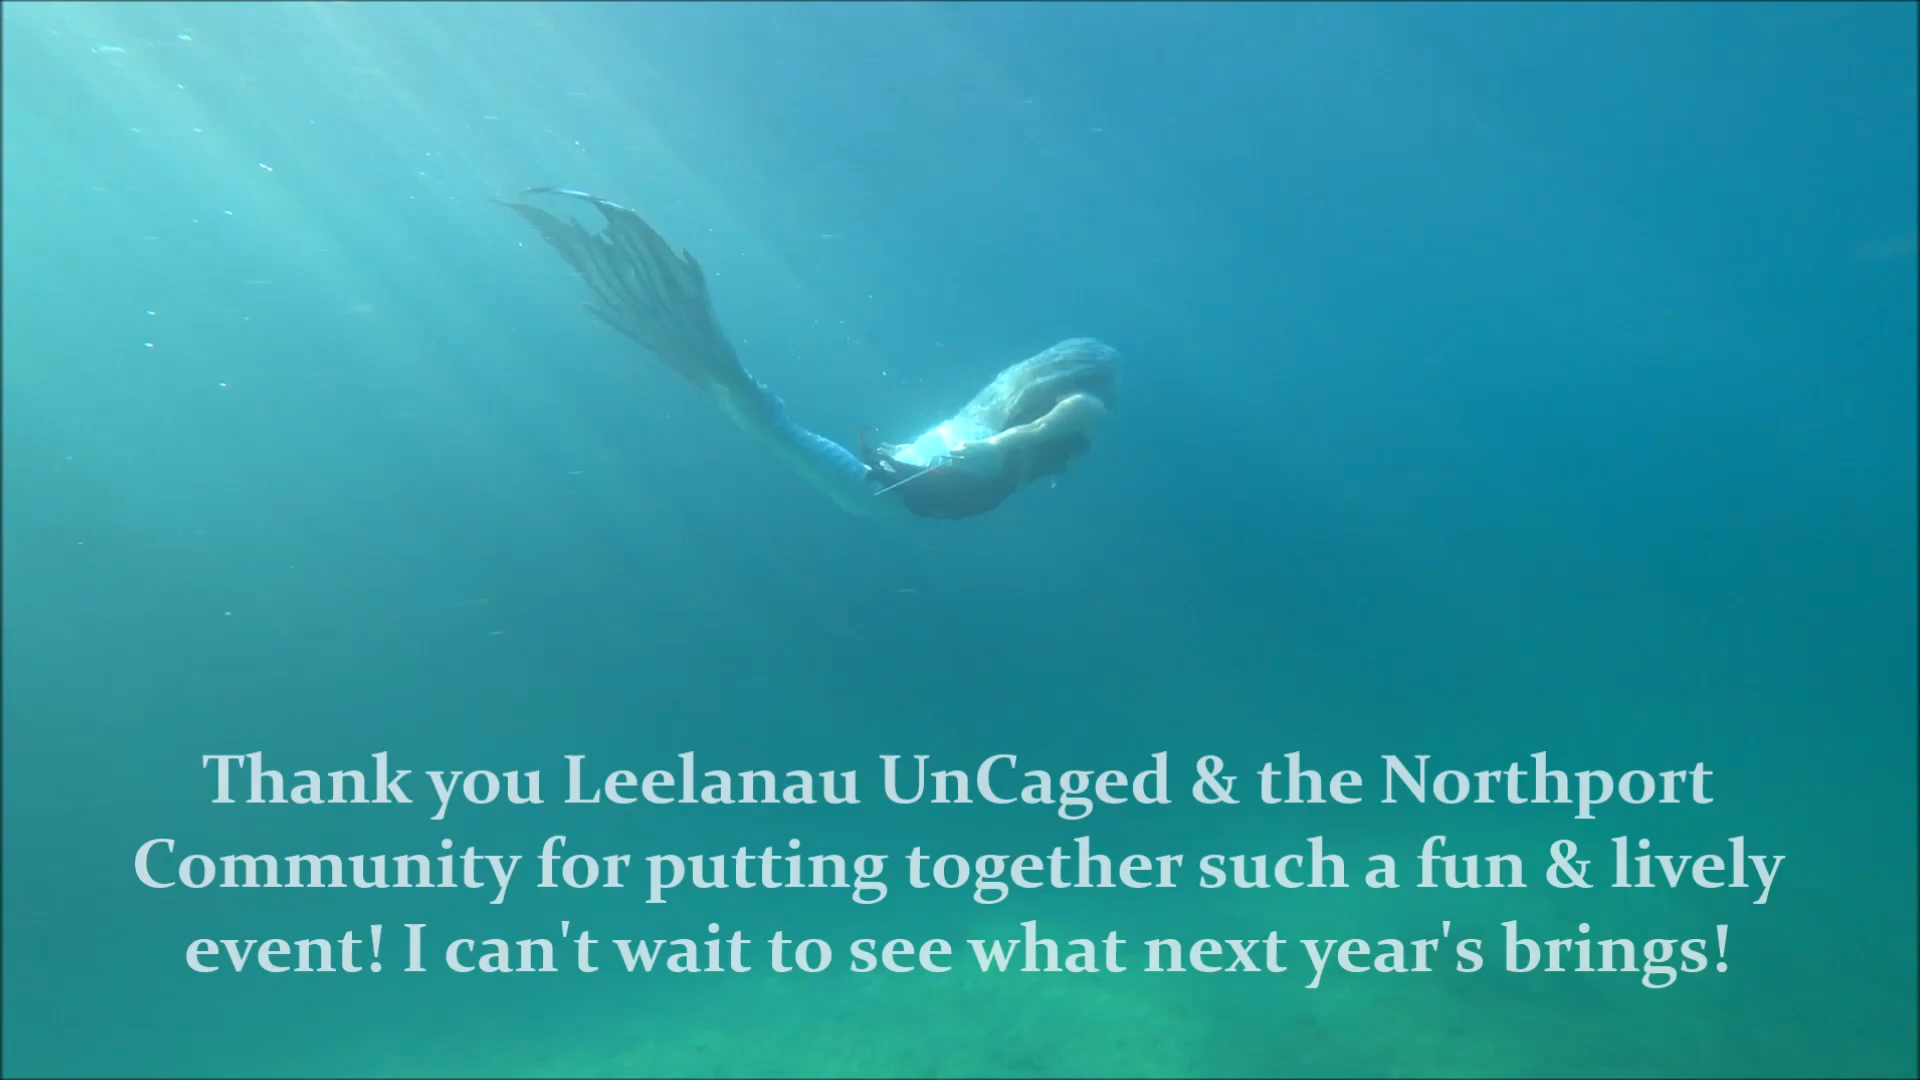 Thank you Leelanau UnCaged & the Northport
Community for putting together such a fun & lively
event! I can't wait to see what next year's brings!